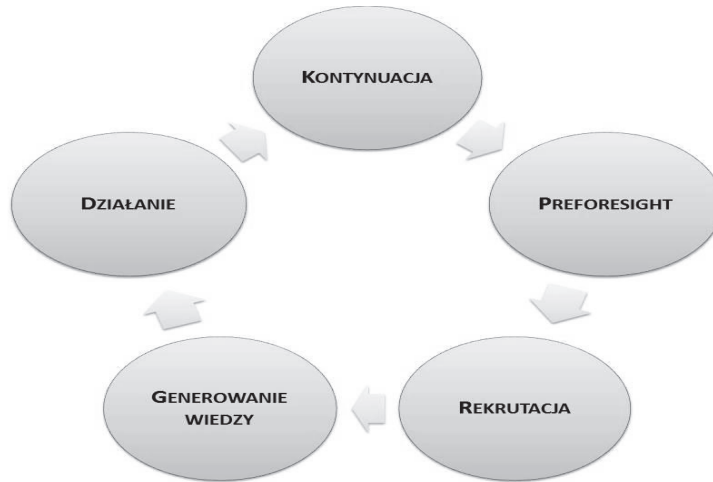 KONTYNUACJA
PREFORESIGHT
REKRUTACJA
GENEROWANIE
WIEDZY
DZIAŁANIE